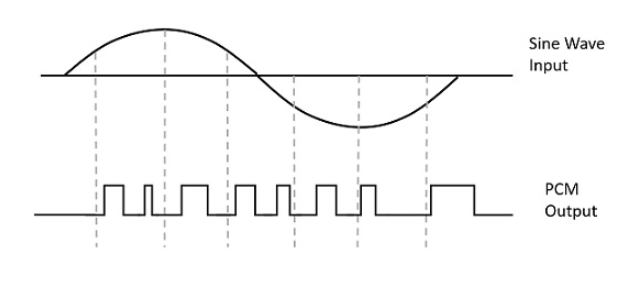 Sine Wave
Input
PCM
Output